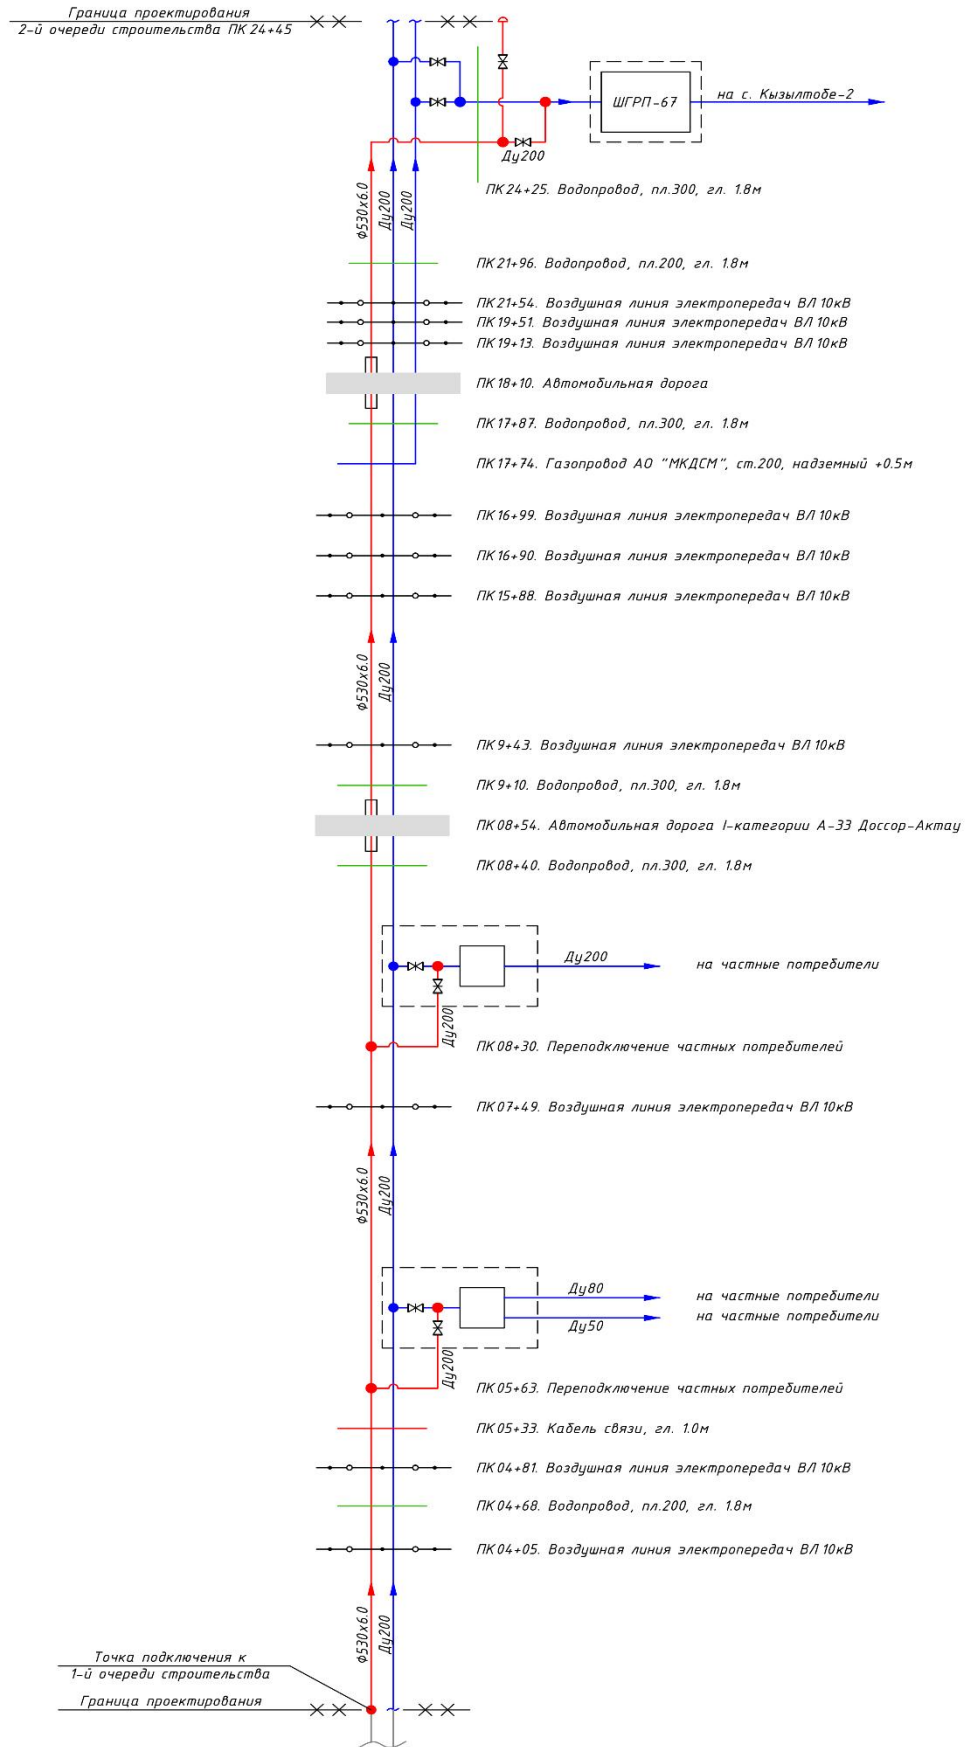 Граница проектирования
2-й очереди строительства ПК 24+45
ШГРП-67
на с. Кызылтобе-2
Ду200
ПК 24+25. Водопровод, пл.300, гл. 1.8м
Ф530х6.0
Ду200
Ду200
ПК 21+96. Водопровод, пл.200, гл. 1.8м
ПК 21+54. Воздушная линия электропередач ВЛ 10кВ
ПК 19+51. Воздушная линия электропередач ВЛ 10кВ
ПК 19+13. Воздушная линия электропередач ВЛ 10кВ
ПК 18+10. Автомобильная дорога
ПК 17+87. Водопровод, пл.300, гл. 1.8м
ПК 17+74. Газопровод АО "МКДСМ", ст.200, надземный +0.5м
ПК 16+99. Воздушная линия электропередач ВЛ 10кВ
ПК 16+90. Воздушная линия электропередач ВЛ 10кВ
ПК 15+88. Воздушная линия электропередач ВЛ 10кВ
Ф530х6.0
Ду200
ПК 9+43. Воздушная линия электропередач ВЛ 10кВ
ПК 9+10. Водопровод, пл.300, гл. 1.8м
ПК 08+54. Автомобильная дорога I-категории А-33 Доссор-Актау
ПК 08+40. Водопровод, пл.300, гл. 1.8м
Ду200
на частные потребители
Ду200
ПК 08+30. Переподключение частных потребителей
ПК 07+49. Воздушная линия электропередач ВЛ 10кВ
Ф530х6.0
Ду200
Ду80
на частные потребители
Ду50
на частные потребители
Ду200
ПК 05+63. Переподключение частных потребителей
ПК 05+33. Кабель связи, гл. 1.0м
ПК 04+81. Воздушная линия электропередач ВЛ 10кВ
ПК 04+68. Водопровод, пл.200, гл. 1.8м
ПК 04+05. Воздушная линия электропередач ВЛ 10кВ
Ф530х6.0
Ду200
Точка подключения к
1-й очереди строительства
Граница проектирования